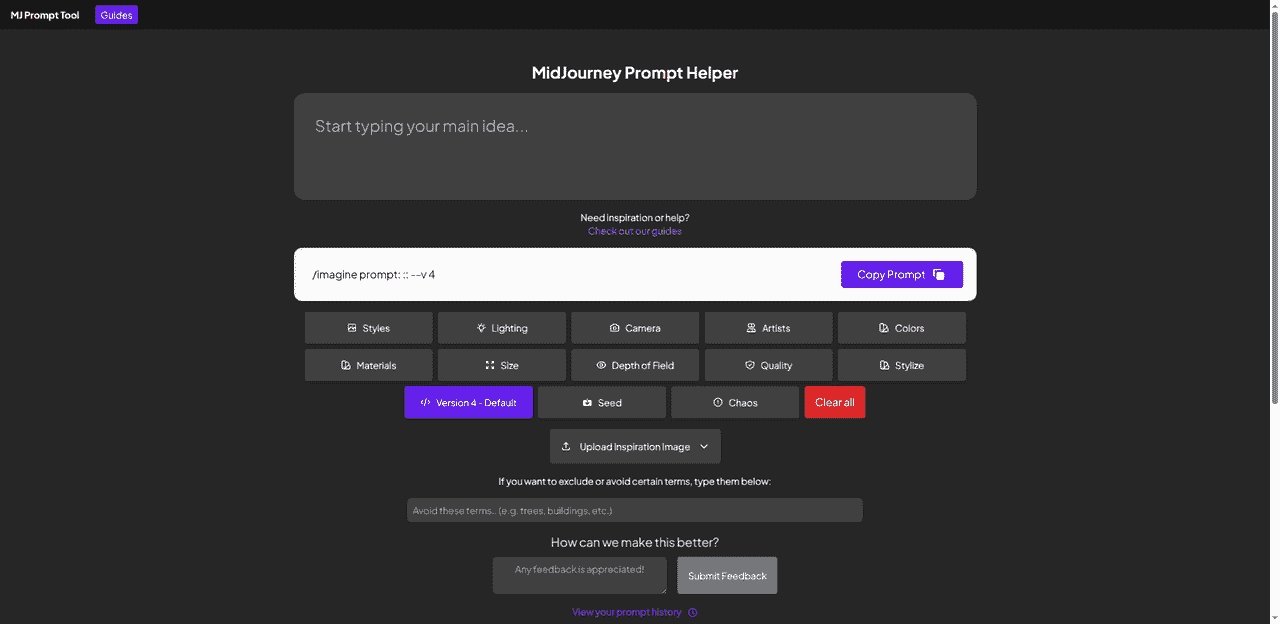 MJ Prompt Tool Guides
MidJourney Prompt Helper
Start typing your main idea...
Need inspiration or help?
Check out our guides
/imagine prompt: :: --v 4 Copy Prompt
Styles Lighting Camera Artists Colors
Materials Size Depth of Field Quality Stylize
Version 4 - Default Seed Chaos Clear all
Upload Inspiration Image
If you want to exclude or avoid certain terms, type them below:
Avoid these terms.. (e.g. trees, buildings, etc.)
How can we make this better?
Any feedback is appreciated! Submit Feedback
View your prompt history